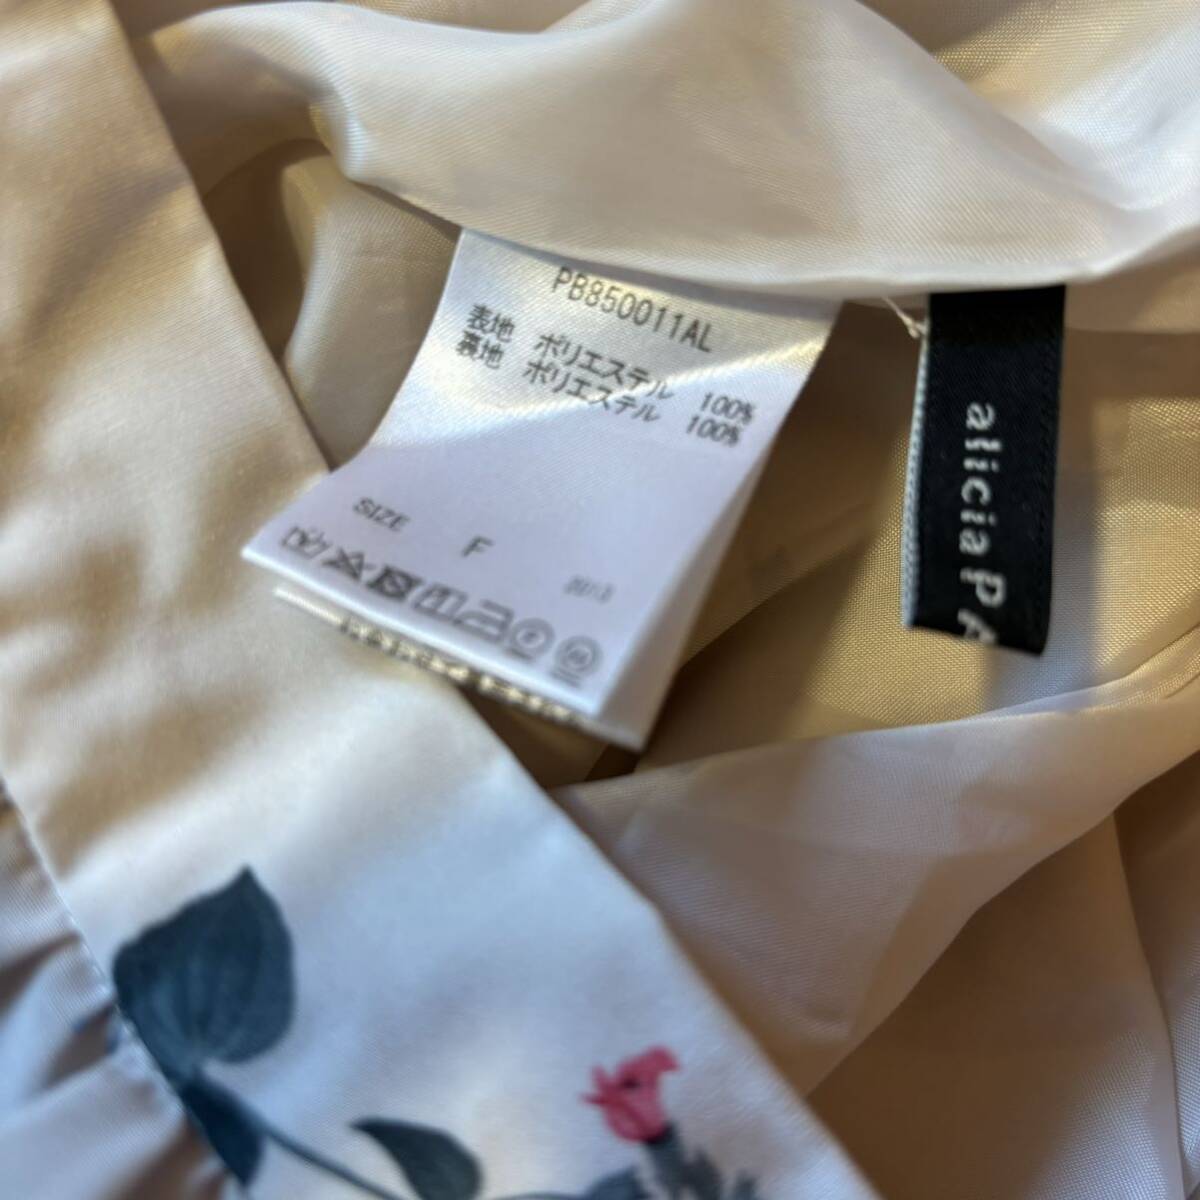 PB850011AL
表地 ポリエステル 100%
裏地 ポリエステル 100%
SIZE F
alicia P A